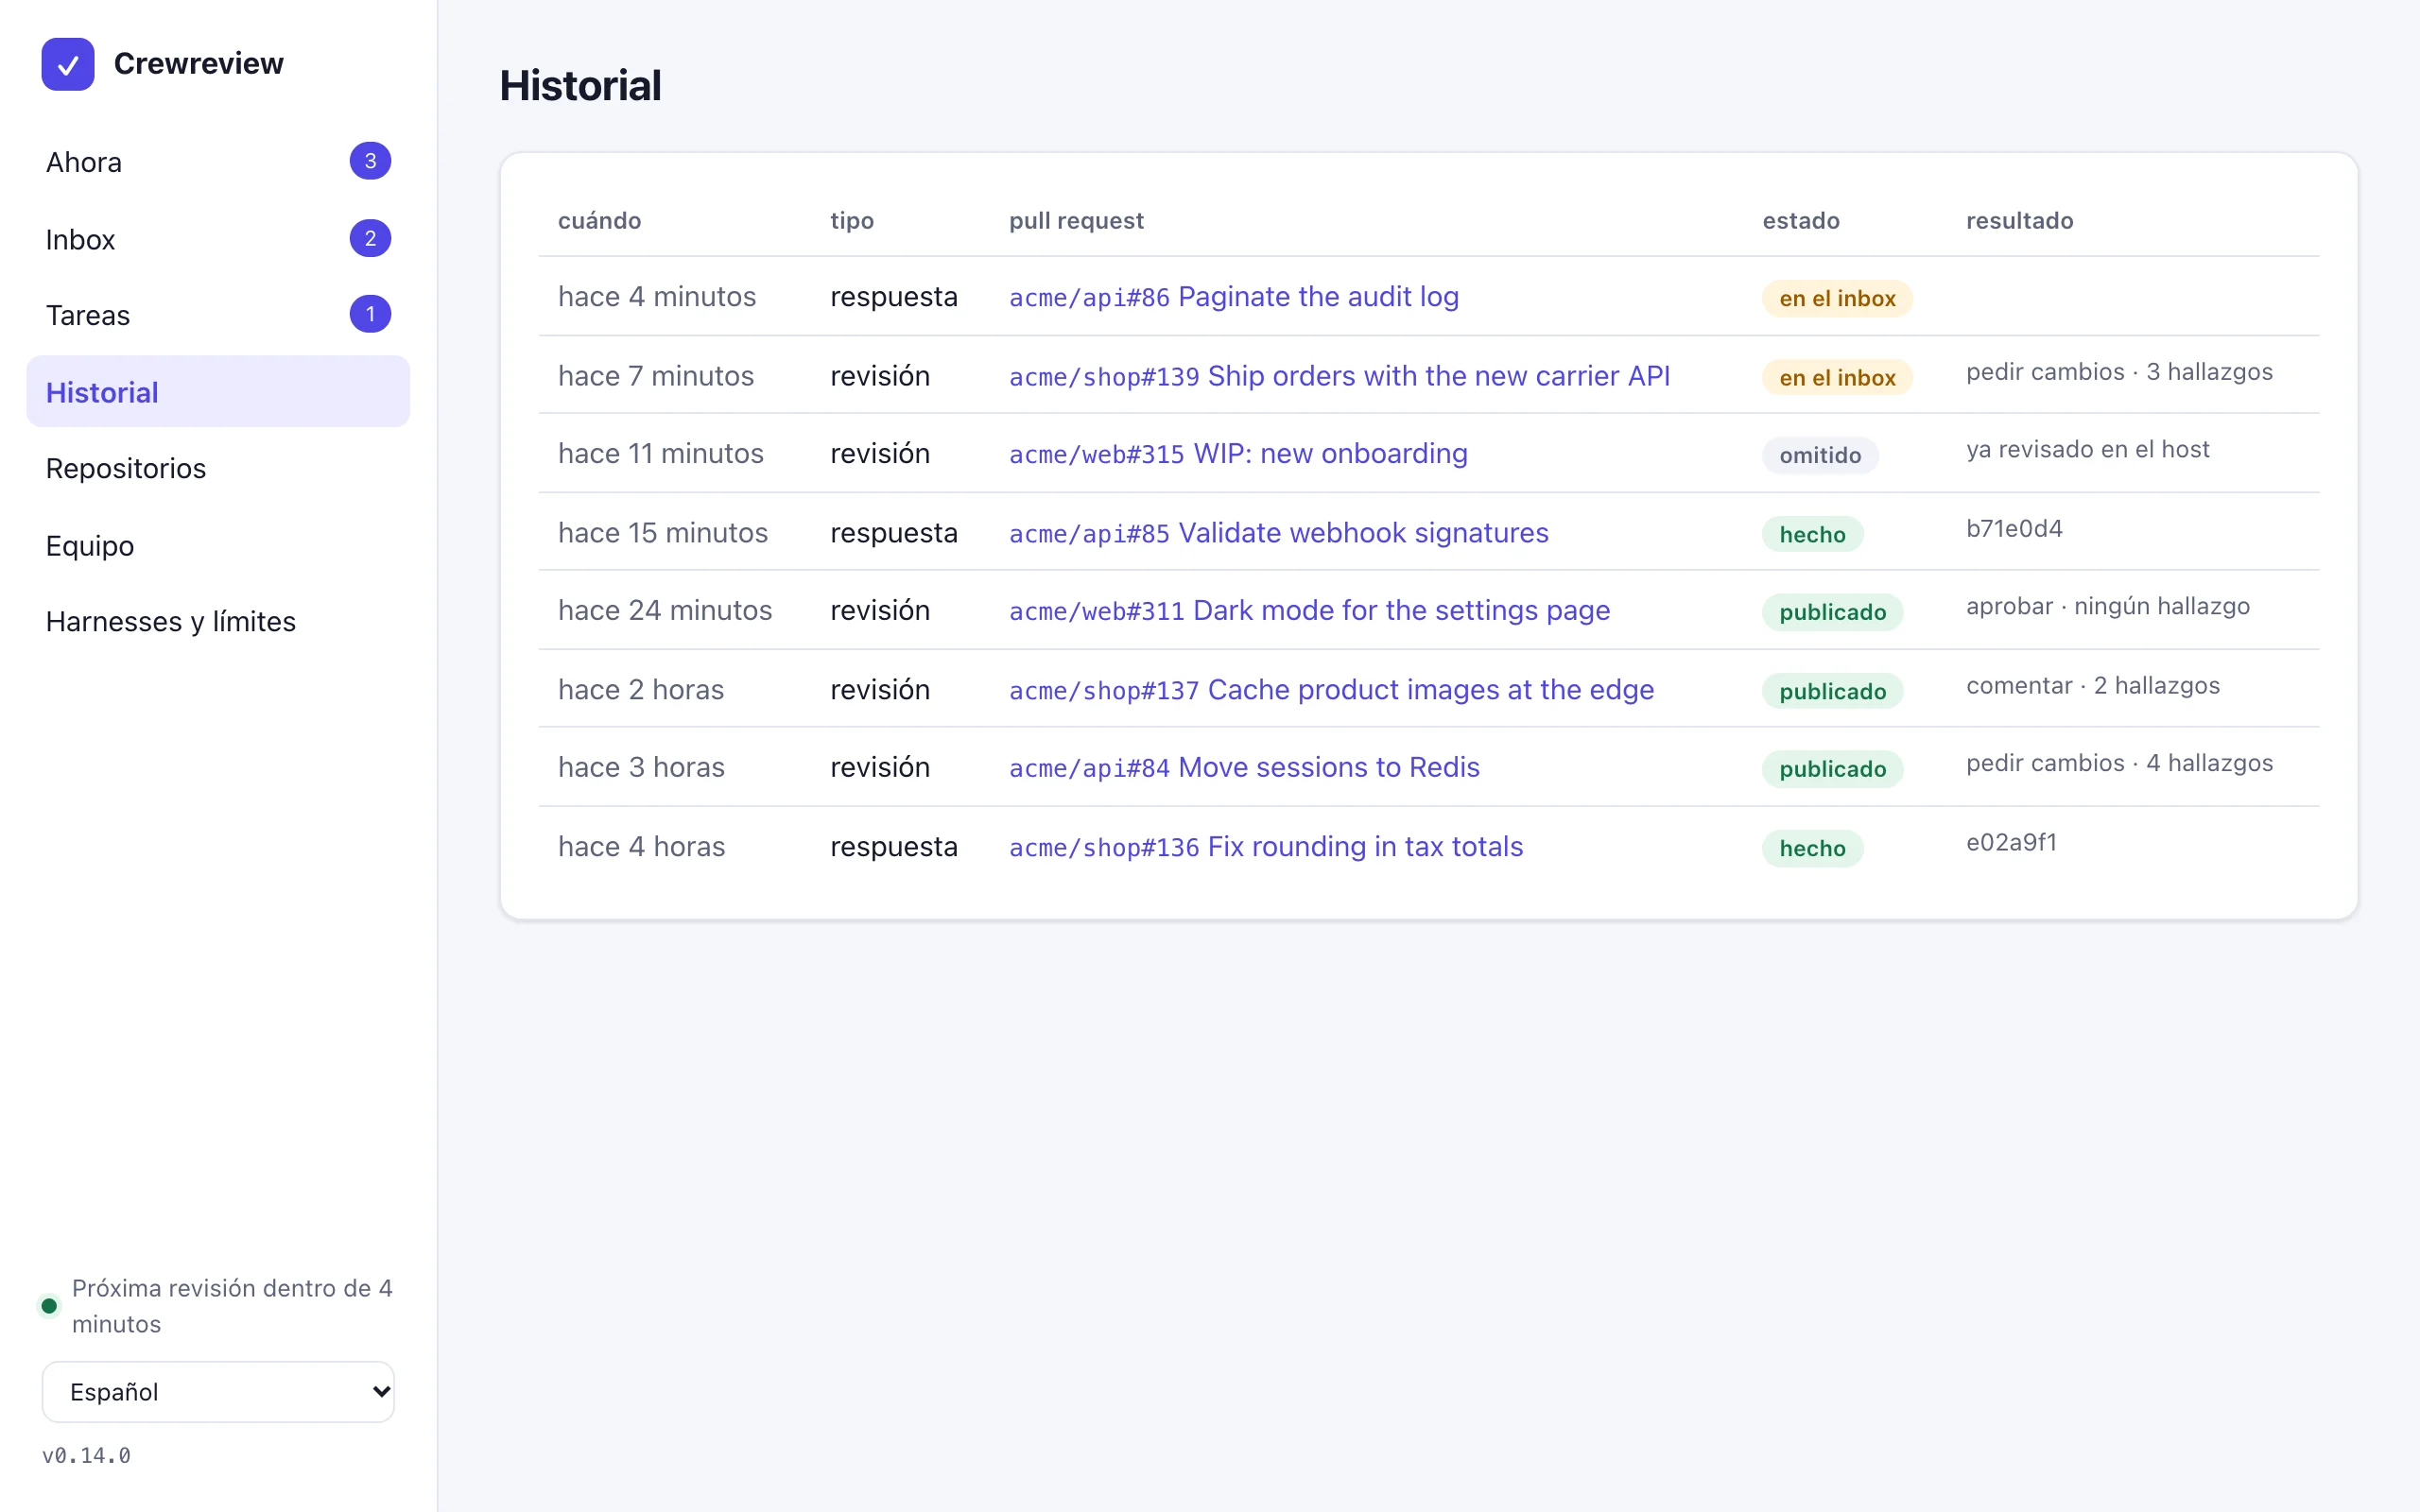 Crewreview
Ahora 3
Inbox 2
Tareas 1
Historial
Repositorios
Equipo
Harnesses y límites
Próxima revisión dentro de 4
minutos
Español
v0.14.0
Historial
cuándo tipo pull request estado resultado
hace 4 minutos respuesta acme/api#86 Paginate the audit log en el inbox
hace 7 minutos revisión acme/shop#139 Ship orders with the new carrier API en el inbox pedir cambios · 3 hallazgos
hace 11 minutos revisión acme/web#315 WIP: new onboarding omitido ya revisado en el host
hace 15 minutos respuesta acme/api#85 Validate webhook signatures hecho b71e0d4
hace 24 minutos revisión acme/web#311 Dark mode for the settings page publicado aprobar · ningún hallazgo
hace 2 horas revisión acme/shop#137 Cache product images at the edge publicado comentar · 2 hallazgos
hace 3 horas revisión acme/api#84 Move sessions to Redis publicado pedir cambios · 4 hallazgos
hace 4 horas respuesta acme/shop#136 Fix rounding in tax totals hecho e02a9f1